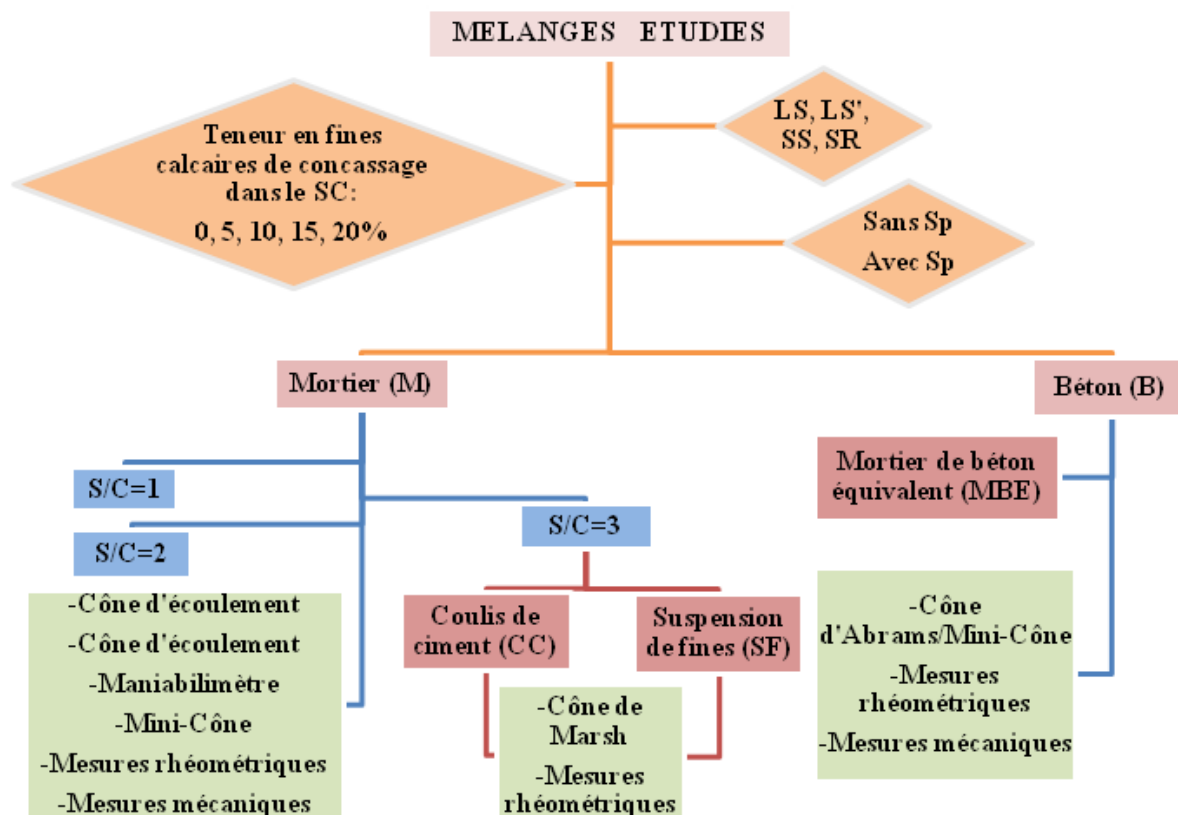 MELANGES ETUDIES
Teneur en fines
calcaires de concassage
dans le SC:
0, 5, 10, 15, 20%
LS, LS',
SS, SR
Sans Sp
Avec Sp
Mortier (M)
Béton (B)
S/C=1
S/C=2
S/C=3
Mortier de béton
équivalent (MBE)
-Cône d'écoulement
-Cône d'écoulement
-Maniabilimètre
-Mini-Cône
-Mesures rhéométriques
-Mesures mécaniques
Coulis de
ciment (CC)
Suspension
de fines (SF)
-Cône de
Marsh
-Mesures
rhéométriques
-Cône
d'Abrams/Mini-Cône
-Mesures
rhéométriques
-Mesures mécaniques